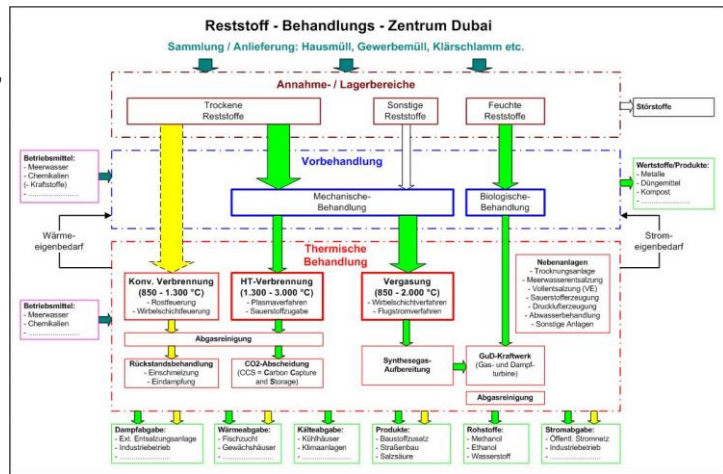 Reststoff - Behandlungs - Zentrum Dubai
Sammlung / Anlieferung: Hausmüll, Gewerbemüll, Klärschlamm etc.
Annahme- / Lagerbereiche
Trockene
Reststoffe
Sonstige
Reststoffe
Feuchte
Reststoffe
Störstoffe
Betriebsmittel:
- Meerwasser
- Chemikalien
(- Kraftstoffe)
- ........................
Vorbehandlung
Mechanische-
Behandlung
Biologische-
Behandlung
Wertstoffe/Produkte:
- Metalle
- Düngemittel
- Kompost
- ........................
Wärme-
eigenbedarf
Strom-
eigenbedarf
Thermische
Behandlung
Konv. Verbrennung
(850 - 1.300 °C)
- Rostfeuerung
- Wirbelschichtfeuerung
HT-Verbrennung
(1.300 - 3.000 °C)
- Plasmaverfahren
- Sauerstoffzugabe
Vergasung
(850 - 2.000 °C)
- Wirbelschichtverfahren
- Flugstromverfahren
Nebenanlagen
- Trocknungsanlage
- Meerwasserentsalzung
- Vollentsalzung (VE)
- Sauerstofferzeugung
- Drucklufterzeugung
- Abwasserbehandlung
- Sonstige Anlagen
Betriebsmittel:
- Meerwasser
- Chemikalien
- ........................
Abgasreinigung
Rückstandsbehandlung
- Einschmelzung
- Eindampfung
CO2-Abscheidung
(CCS = Carbon Capture
and Storage)
Synthesegas-
Aufbereitung
GuD-Kraftwerk
(Gas- und Dampf-
turbine)
Abgasreinigung
Dampfabgabe:
- Ext. Entsalzungsanlage
- Industriebetrieb
- ........................
Wärmeabgabe:
- Fischzucht
- Gewächshäuser
- ........................
Kälteabgabe:
- Kühlhäuser
- Klimaanlagen
- ........................
Produkte:
- Baustoffzusatz
- Straßenbau
- Salzsäure
Rohstoffe:
- Methanol
- Ethanol
- Wasserstoff
Stromabgabe:
- Öffentl. Stromnetz
- Industriebetriebe
- ........................